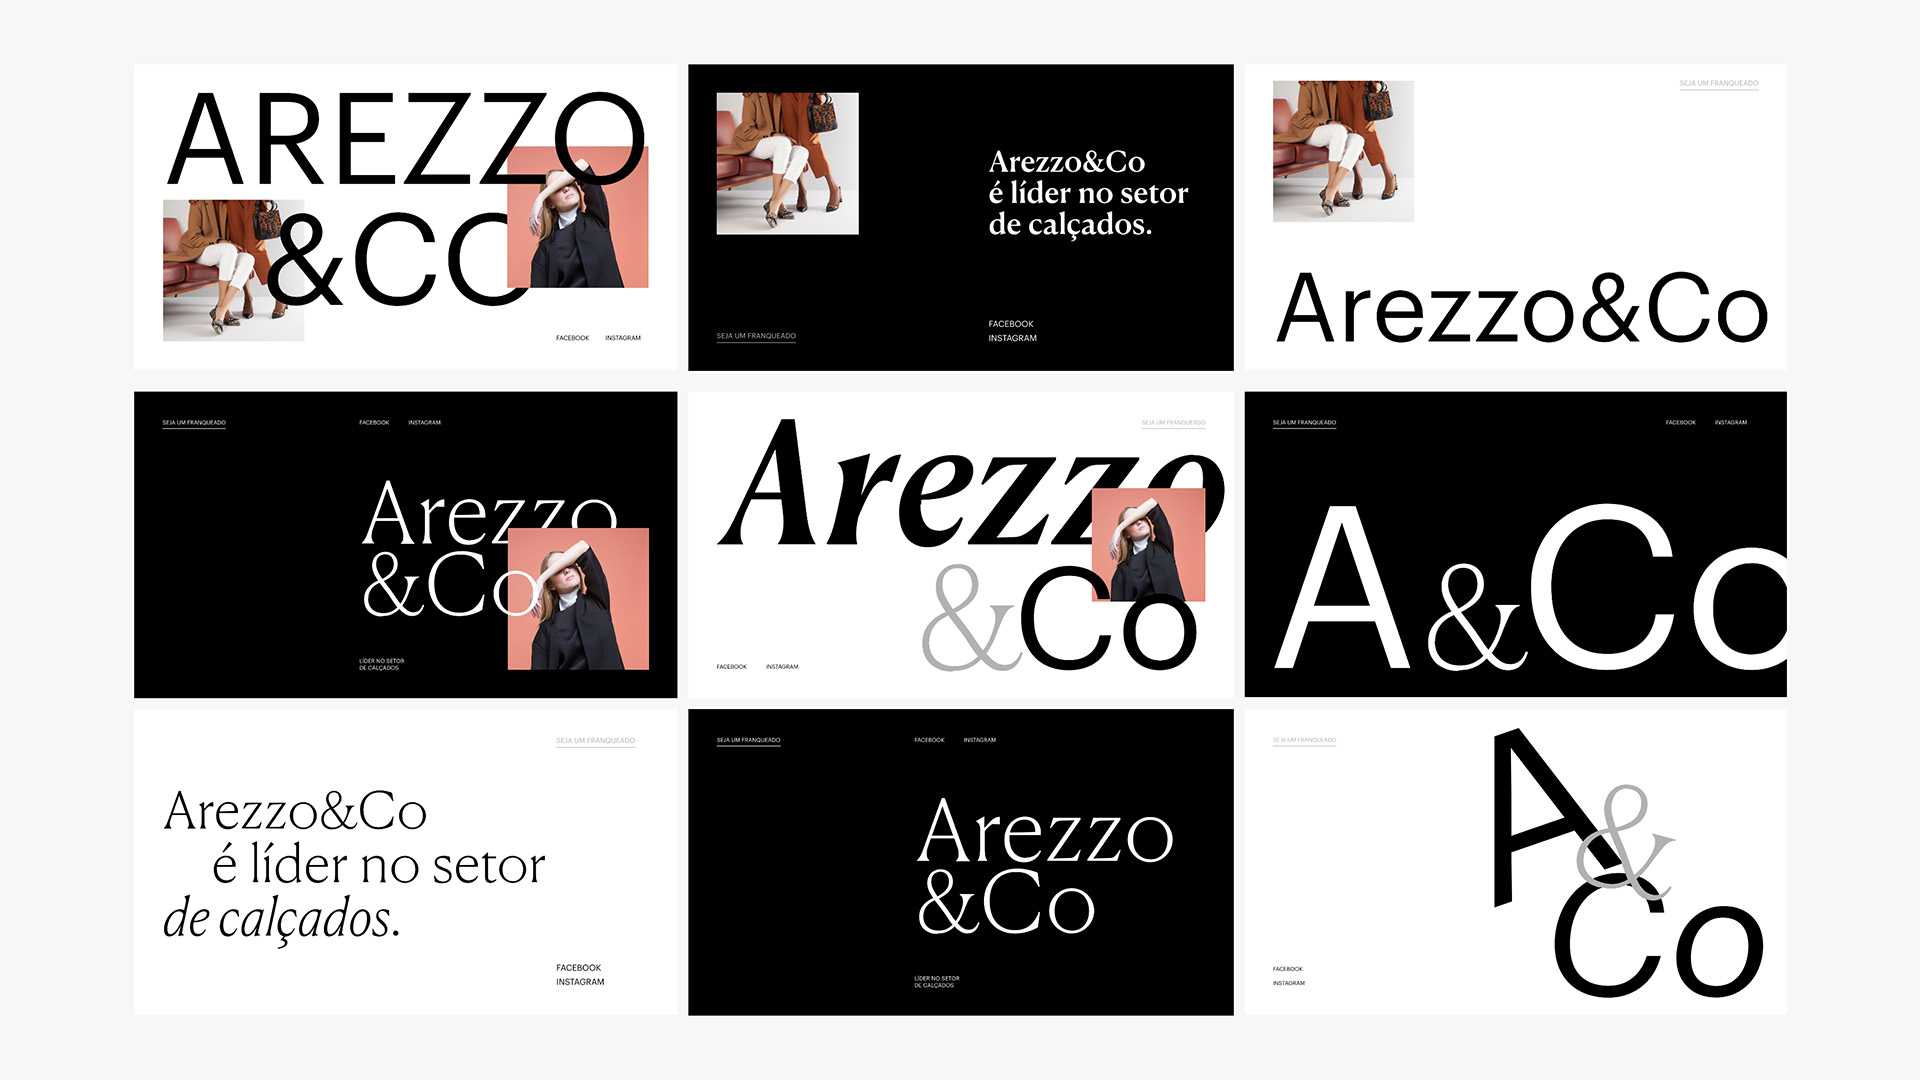 AREZZO
&CO
FACEBOOK INSTAGRAM
Arezzo&Co
é líder no setor
de calçados.
FACEBOOK
INSTAGRAM
SEJA UM FRANQUEADO
SEJA UM FRANQUEADO
Arezzo&Co
SEJA UM FRANQUEADO FACEBOOK INSTAGRAM
Arezzo
&Co
LÍDER NO SETOR
DE CALÇADOS
SEJA UM FRANQUEADO
Arezzo
&Co
FACEBOOK INSTAGRAM
SEJA UM FRANQUEADO FACEBOOK INSTAGRAM
A&Co
SEJA UM FRANQUEADO
Arezzo&Co
é líder no setor
de calçados.
FACEBOOK
INSTAGRAM
SEJA UM FRANQUEADO FACEBOOK INSTAGRAM
Arezzo
&Co
LÍDER NO SETOR
DE CALÇADOS
SEJA UM FRANQUEADO
A&
Co
FACEBOOK
INSTAGRAM